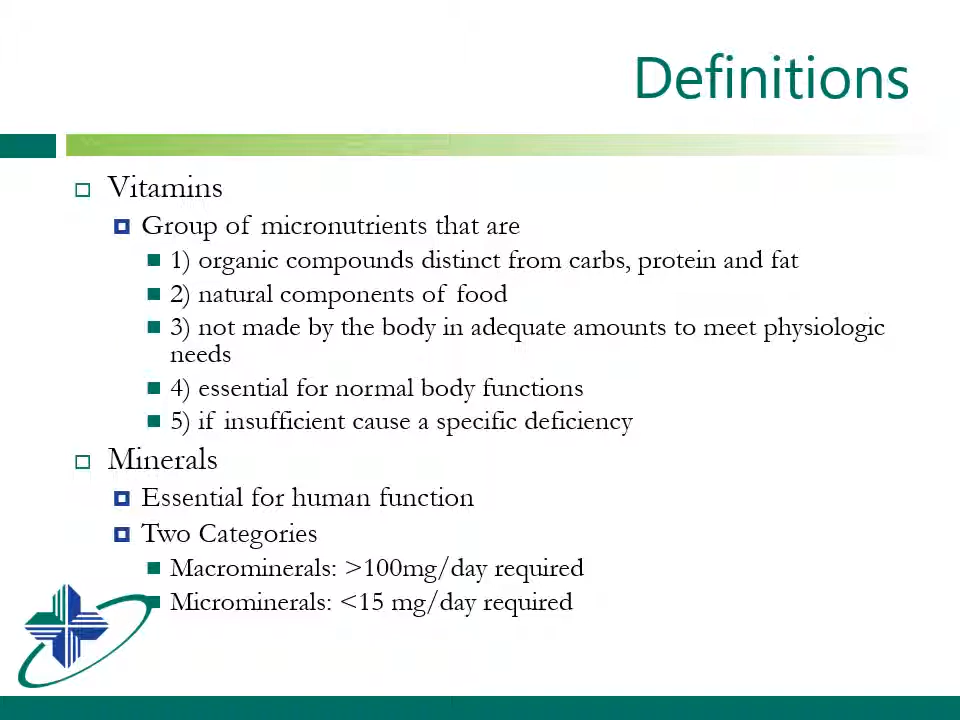 Definitions
Vitamins
Group of micronutrients that are
1) organic compounds distinct from carbs, protein and fat
2) natural components of food
3) not made by the body in adequate amounts to meet physiologic
needs
4) essential for normal body functions
5) if insufficient cause a specific deficiency
Minerals
Essential for human function
Two Categories
Macrominerals: >100mg/day required
Microminerals: <15 mg/day required